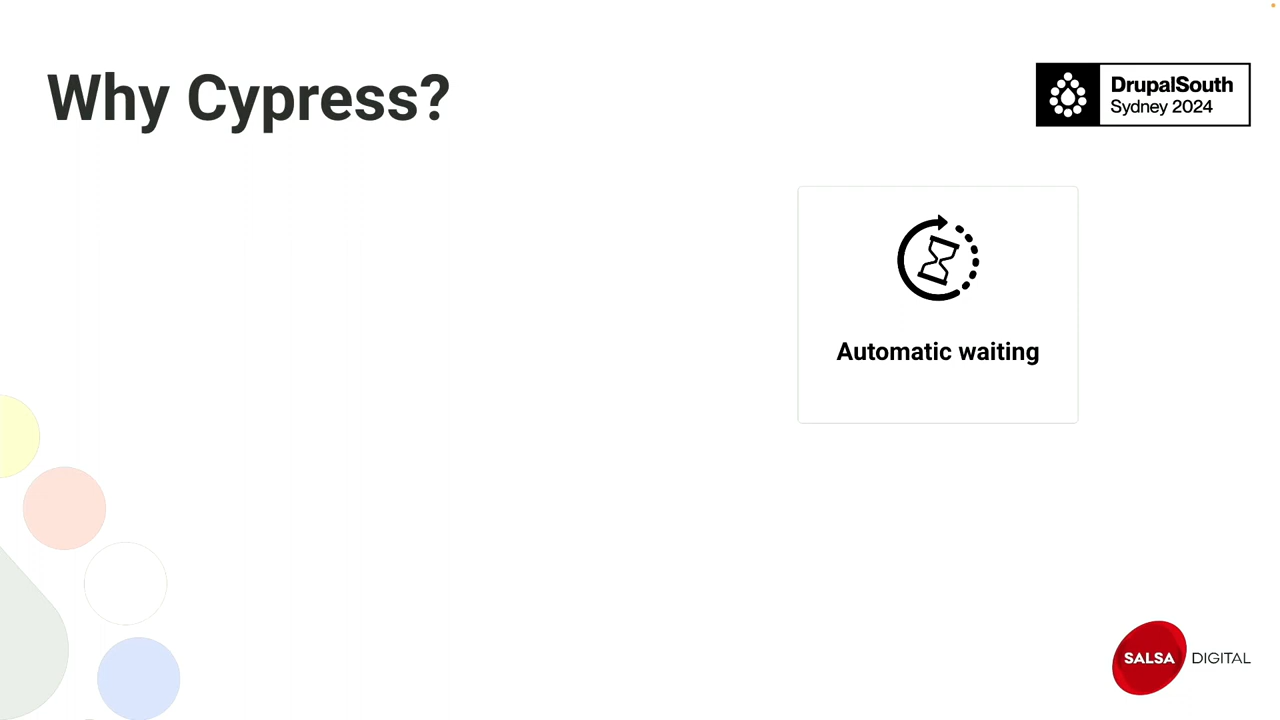 Why Cypress?
DrupalSouth
Sydney 2024
Automatic waiting
SALSA DIGITAL